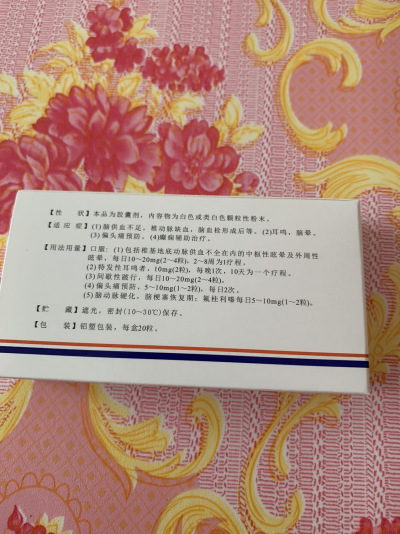 【性　　状】本品为胶囊剂，内容物为白色或类白色颗粒性粉末。
【适 应 症】(1)脑供血不足，椎动脉缺血，脑血栓形成后等。(2)耳鸣，脑晕。
(3)偏头痛预防。(4)癫痫辅助治疗。
【用法用量】口服：(1)包括椎基地底动脉供血不全在内的中枢性眩晕及外周性
眩晕，每日10~20mg(2~4粒)，2~8周为1疗程。
(2)特发性耳鸣者，10mg(2粒)，每晚1次，10天为一个疗程。
(3)间歇性跛行，每日10~20mg(2~4粒)。
(4)偏头痛预防，5~10mg(1~2粒)，每日2次。
(5)脑动脉硬化，脑梗塞恢复期：氟桂利嗪每日5~10mg(1~2粒)。
【贮　　藏】遮光，密封(10~30℃)保存。
【包　　装】铝塑包装，每盒20粒。